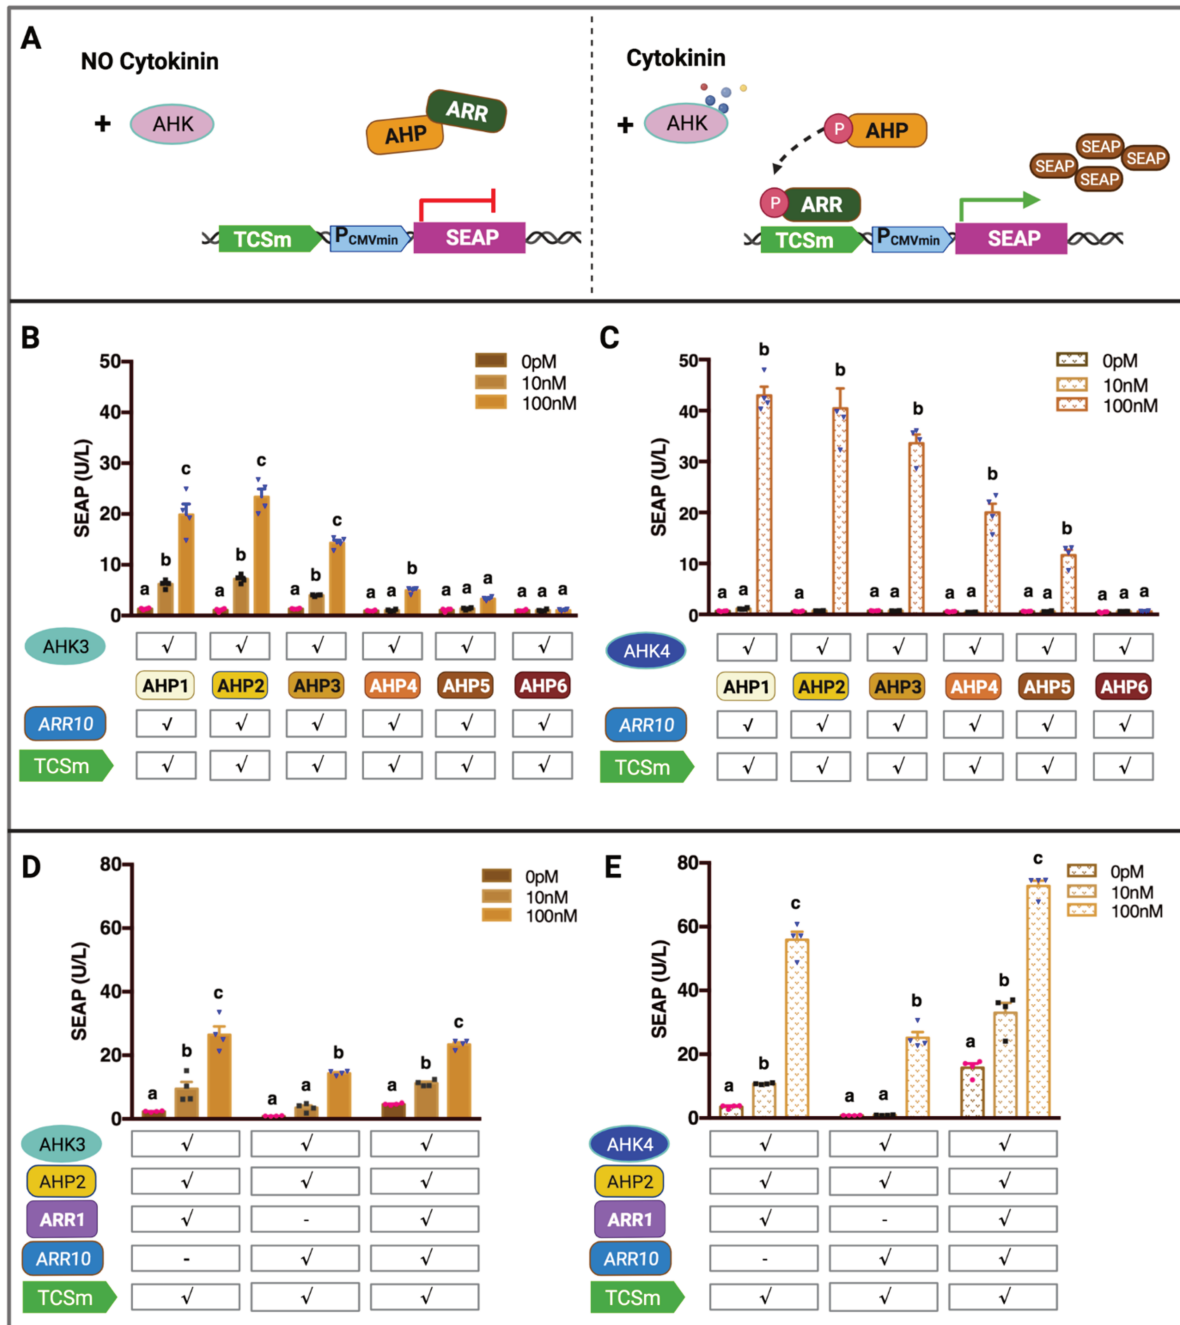 A
NO Cytokinin
Cytokinin
+ AHK
AHP ARR
+ AHK
P AHP
SEAP SEAP SEAP SEAP
P ARR
TCSm PCMVmin SEAP
TCSm PCMVmin SEAP
B
50
40
30
20
10
0
SEAP (U/L)
0pM
10nM
100nM
a b c a b c a b c a a b a a a a a a
AHK3 √ √ √ √ √ √
AHP1 AHP2 AHP3 AHP4 AHP5 AHP6
ARR10 √ √ √ √ √ √
TCSm √ √ √ √ √ √
C
50
40
30
20
10
0
SEAP (U/L)
0pM
10nM
100nM
a a b a a b a a b a a b a a b a a a
AHK4 √ √ √ √ √ √
AHP1 AHP2 AHP3 AHP4 AHP5 AHP6
ARR10 √ √ √ √ √ √
TCSm √ √ √ √ √ √
D
80
60
40
20
0
SEAP (U/L)
0pM
10nM
100nM
a b c a a b a b c
AHK3 √ √ √
AHP2 √ √ √
ARR1 √ - √
ARR10 - √ √
TCSm √ √ √
E
80
60
40
20
0
SEAP (U/L)
0pM
10nM
100nM
a b c a a b a b c
AHK4 √ √ √
AHP2 √ √ √
ARR1 √ - √
ARR10 - √ √
TCSm √ √ √